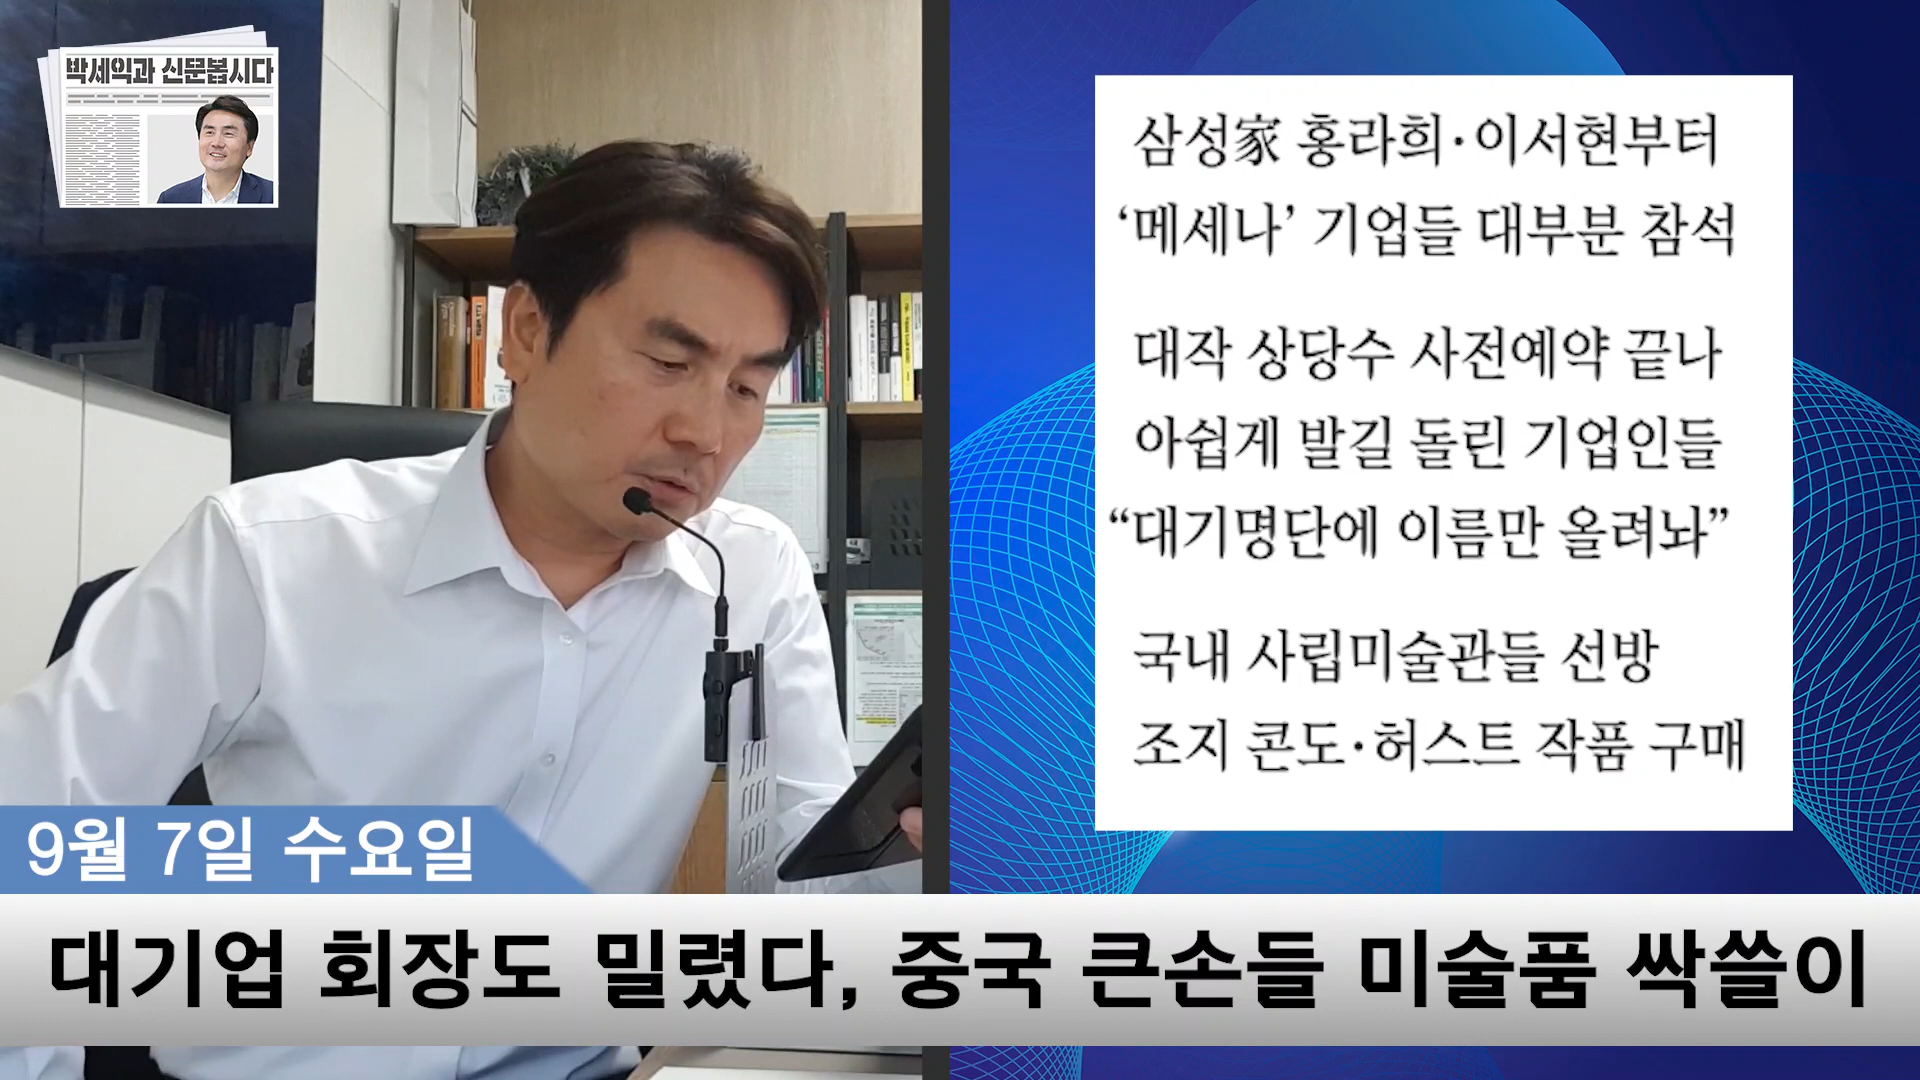 박세익과 신문봅시다
삼성家 홍라희·이서현부터
‘메세나’ 기업들 대부분 참석
대작 상당수 사전예약 끝나
아쉽게 발길 돌린 기업인들
“대기명단에 이름만 올려놔”
국내 사립미술관들 선방
조지 콘도·허스트 작품 구매
9월 7일 수요일
대기업 회장도 밀렸다, 중국 큰손들 미술품 싹쓸이